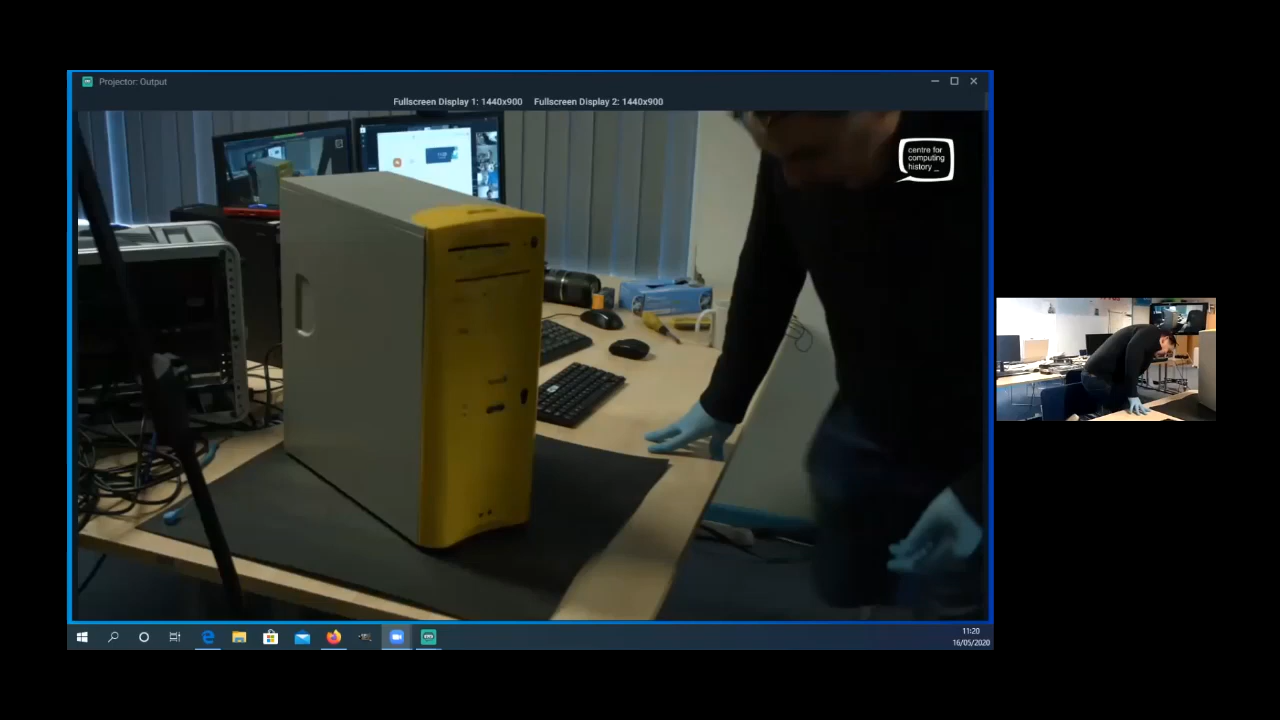 Projector: Output
Fullscreen Display 1: 1440x900 Fullscreen Display 2: 1440x900
centre for
computing
history _
11:20
16/05/2020